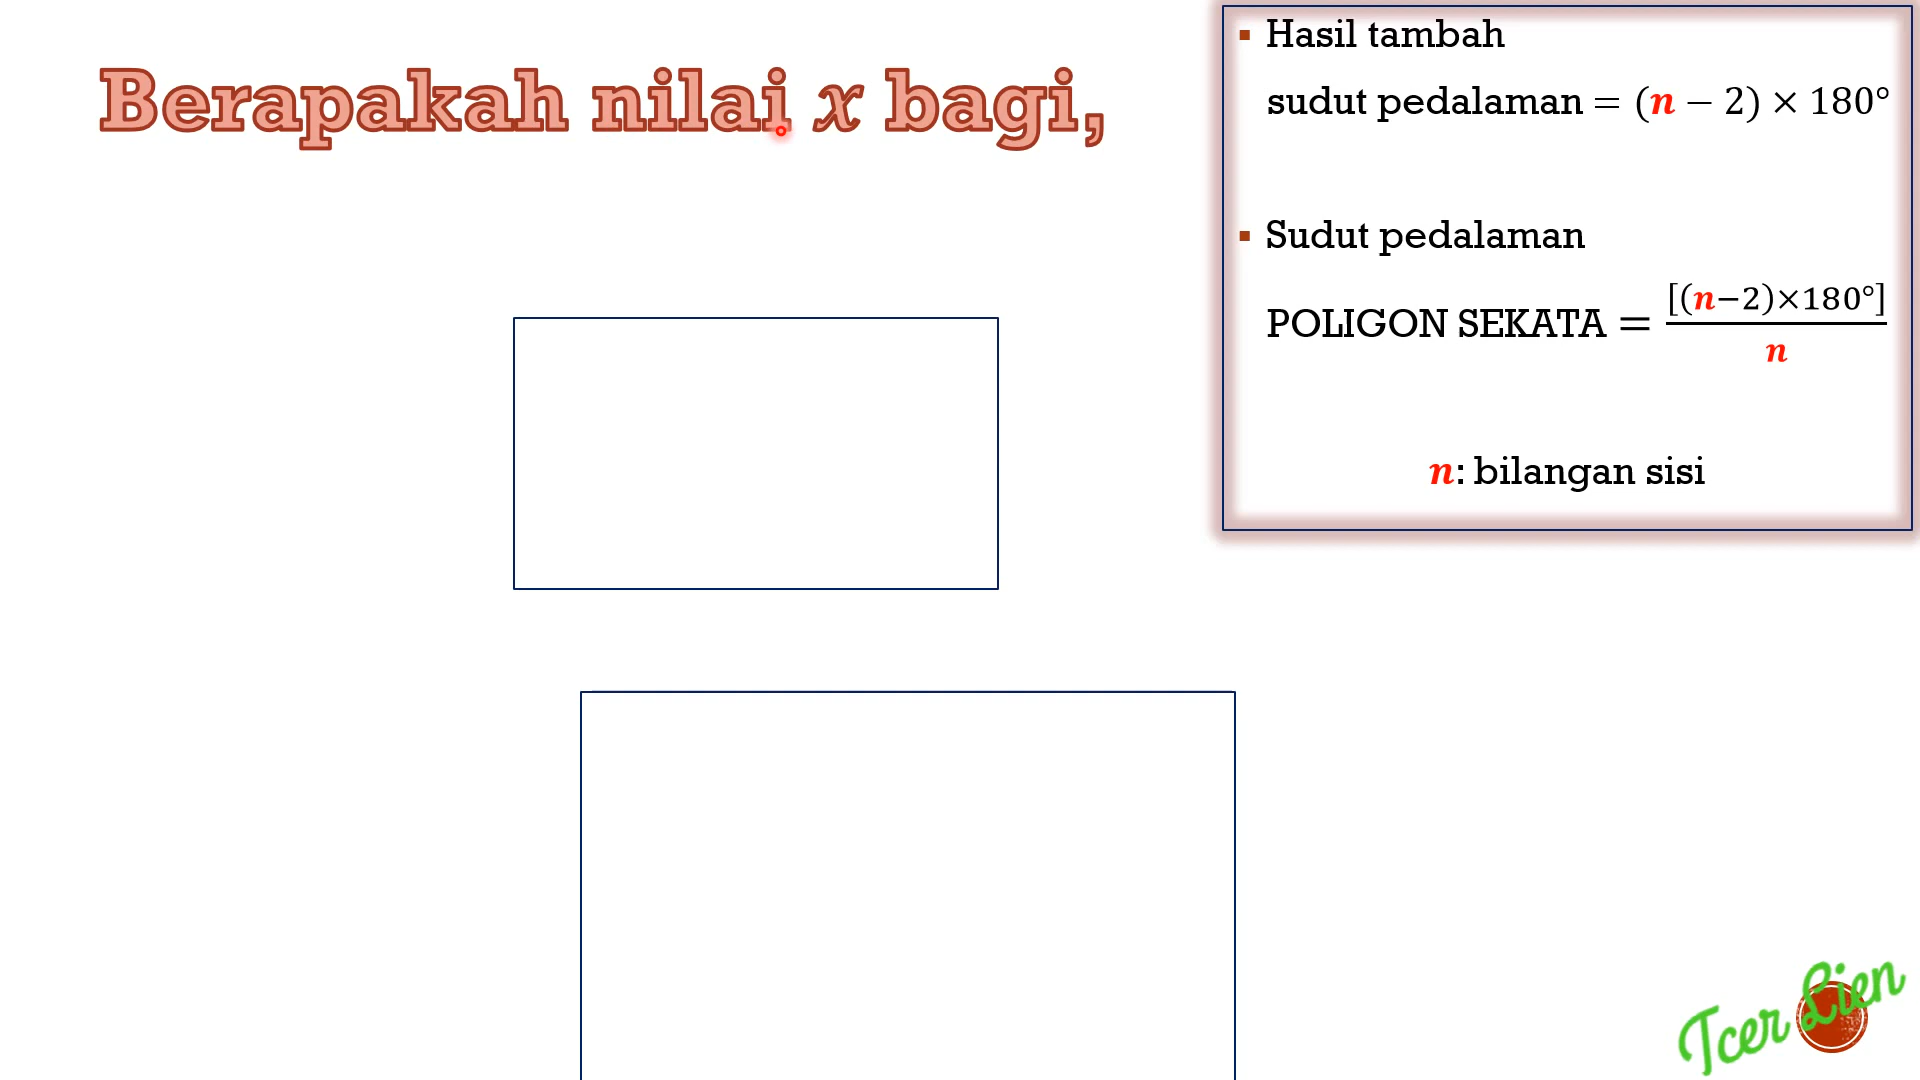 Berapakah nilai x bagi,
▪ Hasil tambah
sudut pedalaman = (n − 2) × 180°
▪ Sudut pedalaman
POLIGON SEKATA = [(n−2)×180°]/n
n: bilangan sisi
Tcer Lien